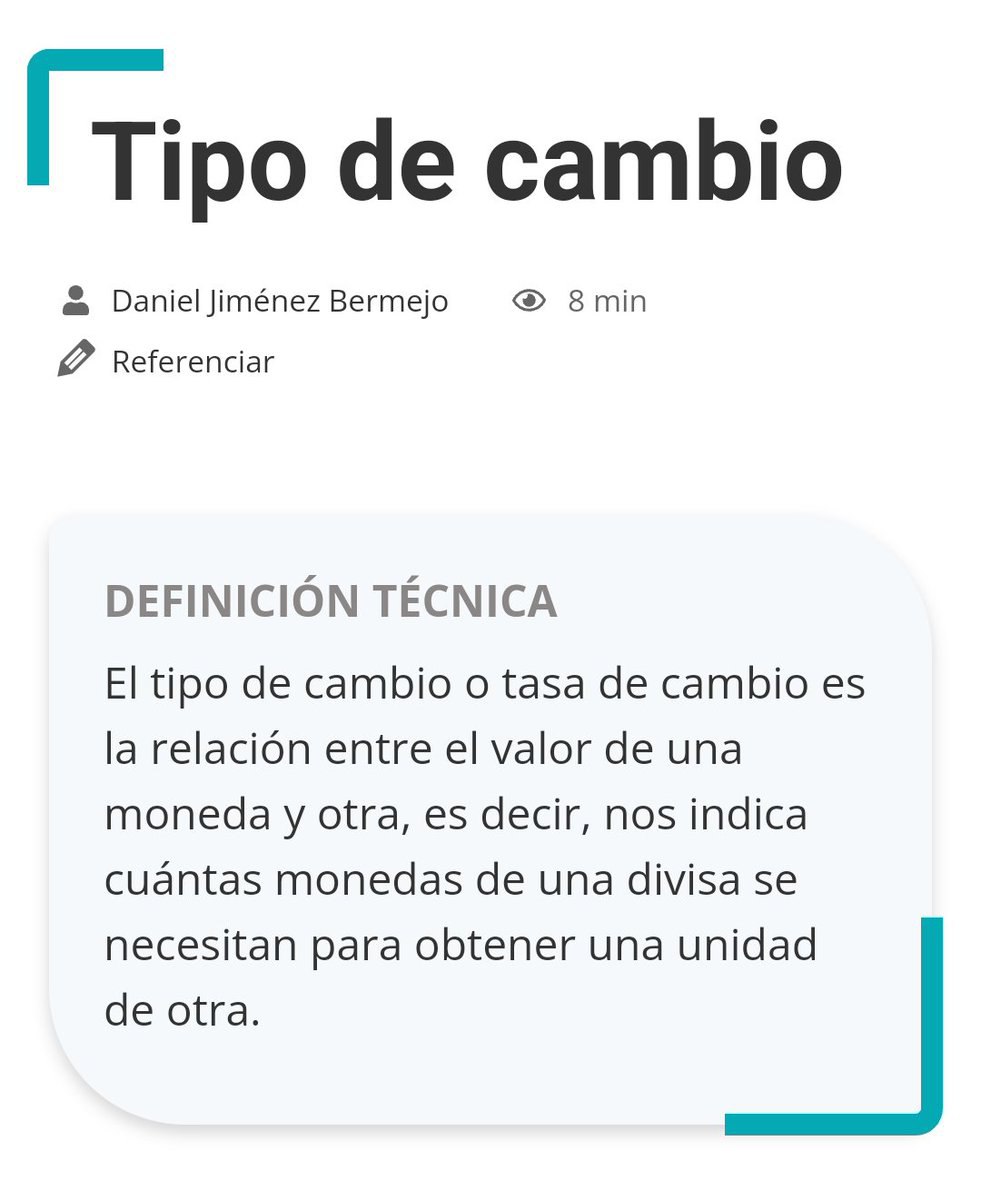 Tipo de cambio
Daniel Jiménez Bermejo 8 min
Referenciar
DEFINICIÓN TÉCNICA
El tipo de cambio o tasa de cambio es
la relación entre el valor de una
moneda y otra, es decir, nos indica
cuántas monedas de una divisa se
necesitan para obtener una unidad
de otra.